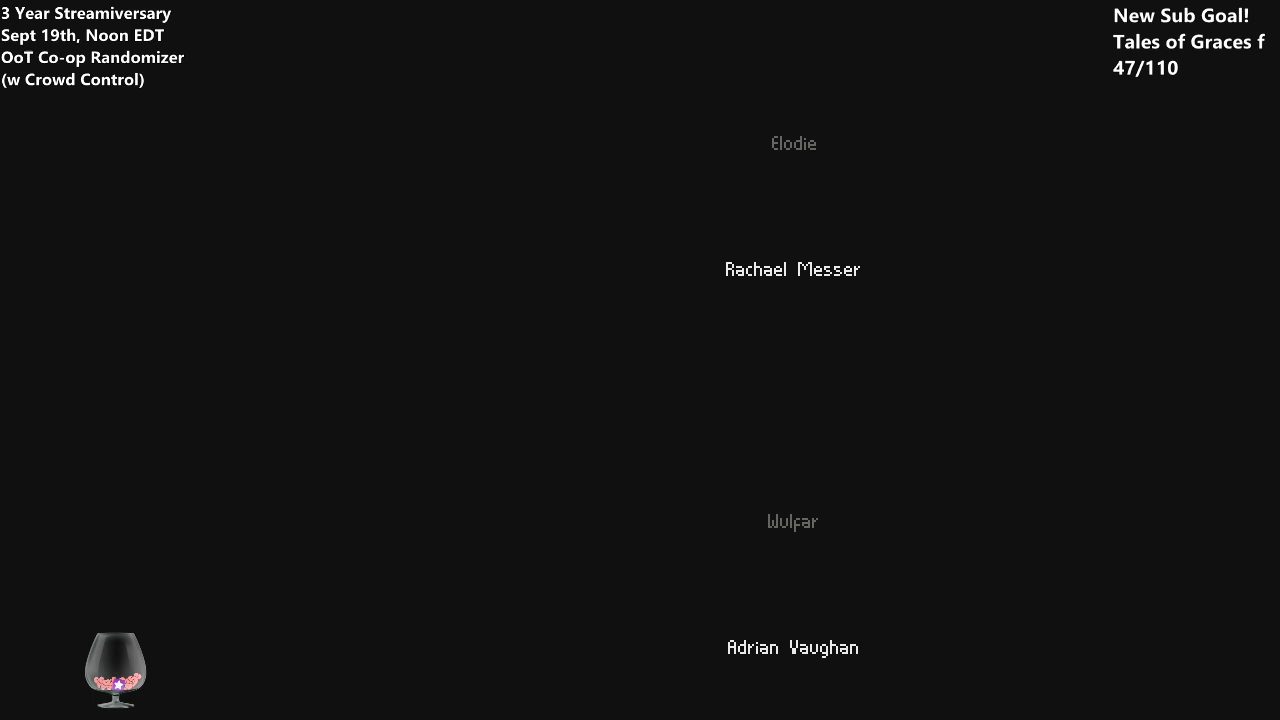 3 Year Streamiversary
Sept 19th, Noon EDT
OoT Co-op Randomizer
(w Crowd Control)
New Sub Goal!
Tales of Graces f
47/110
Elodie
Rachael Messer
Wulfar
Adrian Vaughan